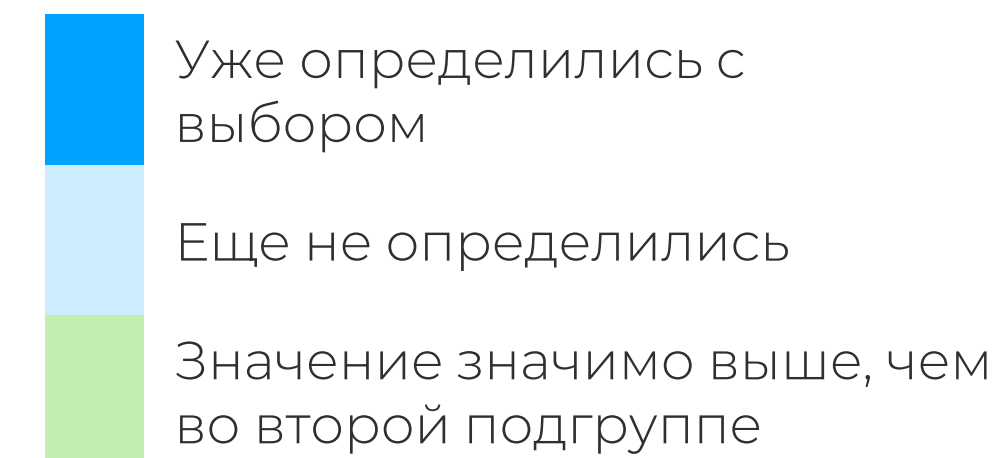 Уже определились с
выбором
Еще не определились
Значение значимо выше, чем
во второй подгруппе